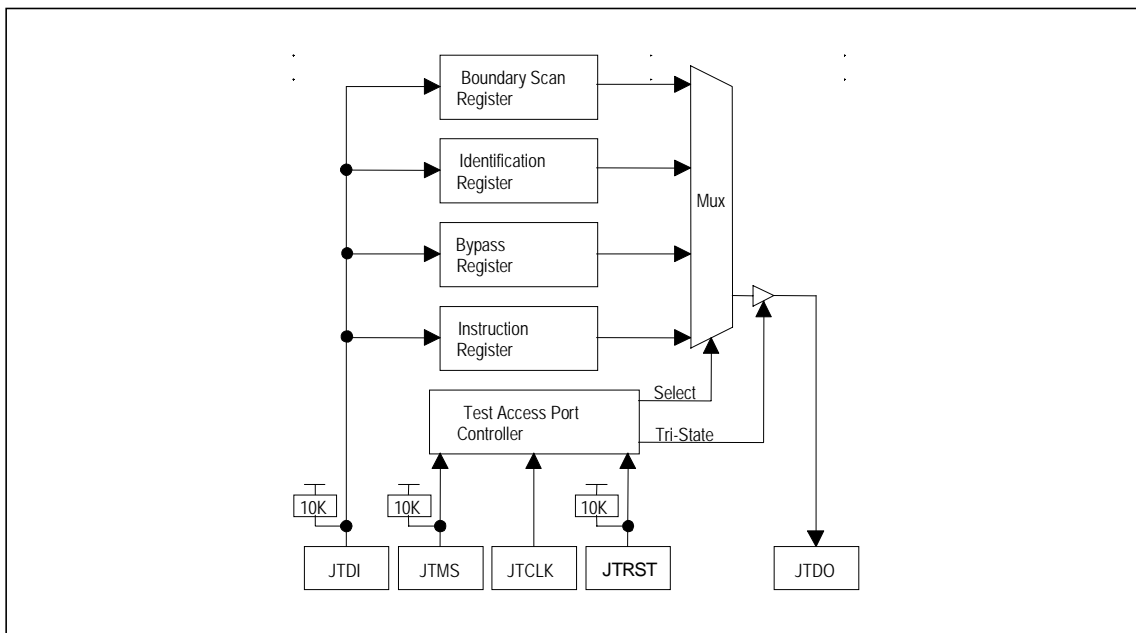 Boundary Scan
Register
Identification
Register
Mux
Bypass
Register
Instruction
Register
Select
Test Access Port
Controller
Tri-State
10K
10K
10K
JTDI
JTMS
JTCLK
JTRST
JTDO